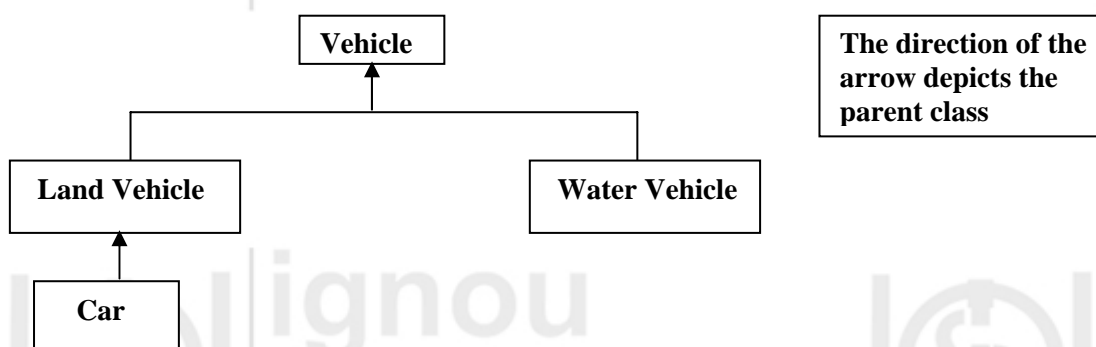 Vehicle
The direction of the
arrow depicts the
parent class
Land Vehicle
Water Vehicle
Car
ignou